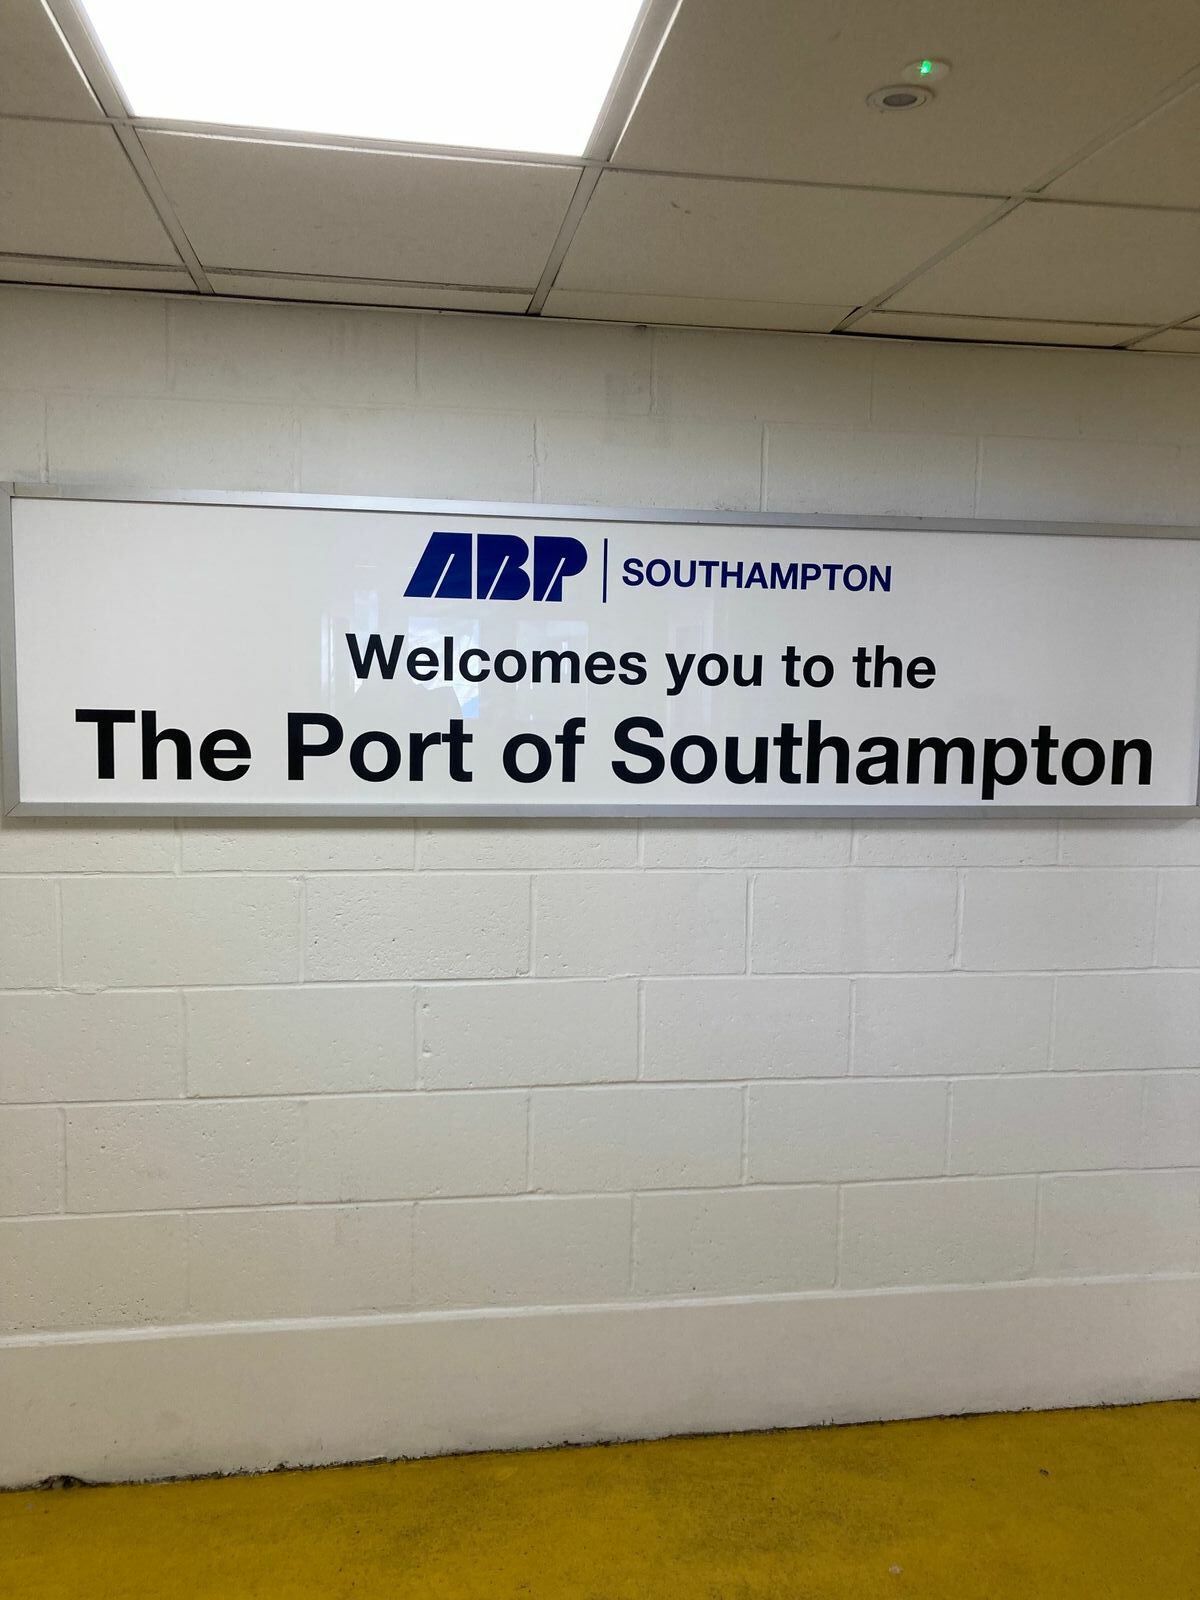 ABP | SOUTHAMPTON
Welcomes you to the
The Port of Southampton